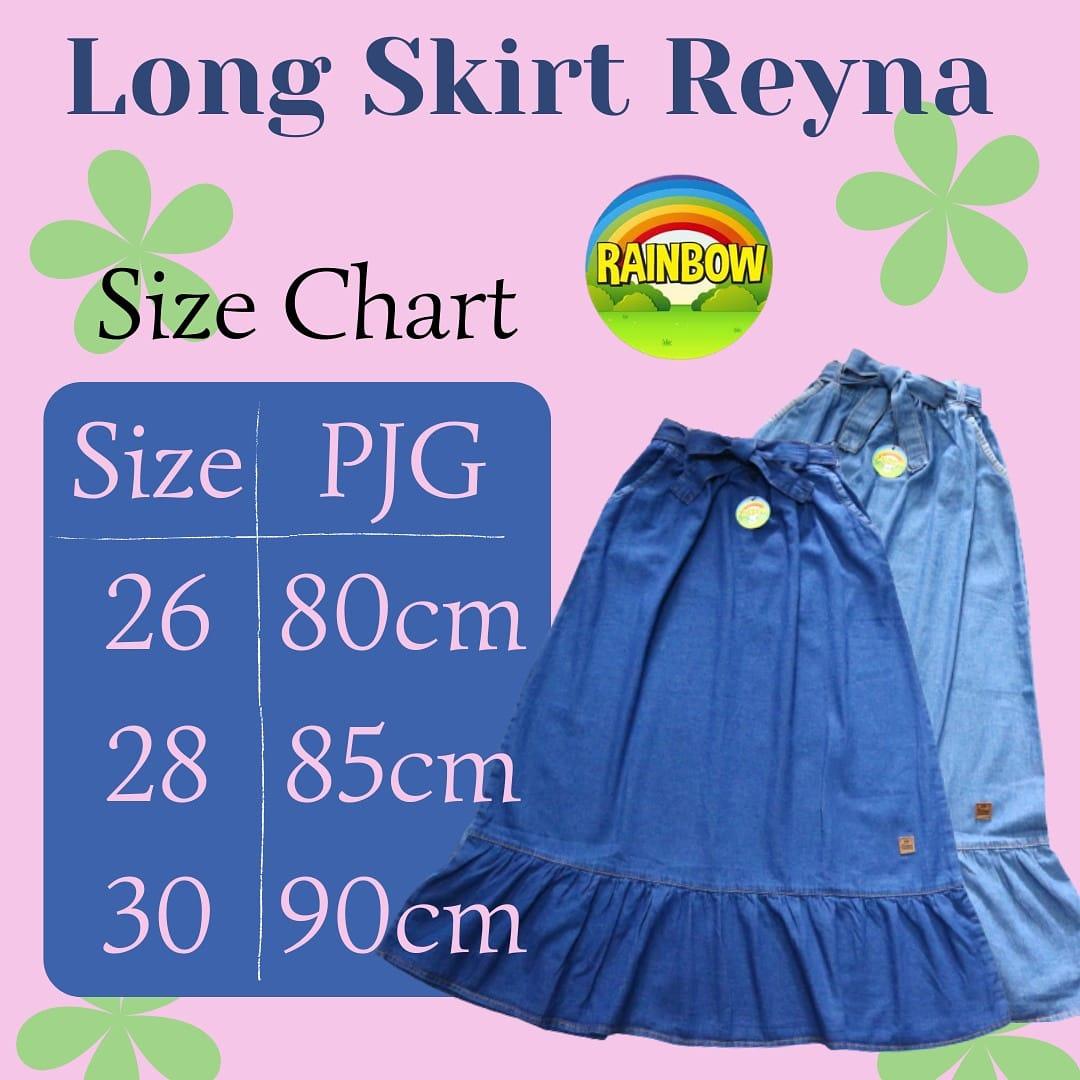 Long Skirt Reyna
RAINBOW
Size Chart
Size PJG
26 80cm
28 85cm
30 90cm